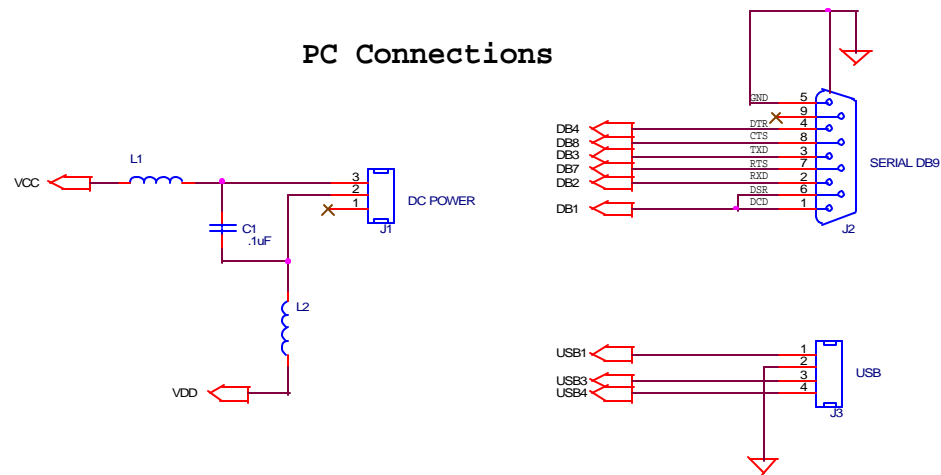 PC Connections
VCC
L1
C1
.1uF
3
2
1
J1
DC POWER
L2
VDD
DB4
DB8
DB3
DB7
DB2
DB1
GND 5
9
DTR 4
CTS 8
TXD 3
RTS 7
RXD 2
DSR 6
DCD 1
SERIAL DB9
J2
USB1
USB3
USB4
1
2
3
4
USB
J3